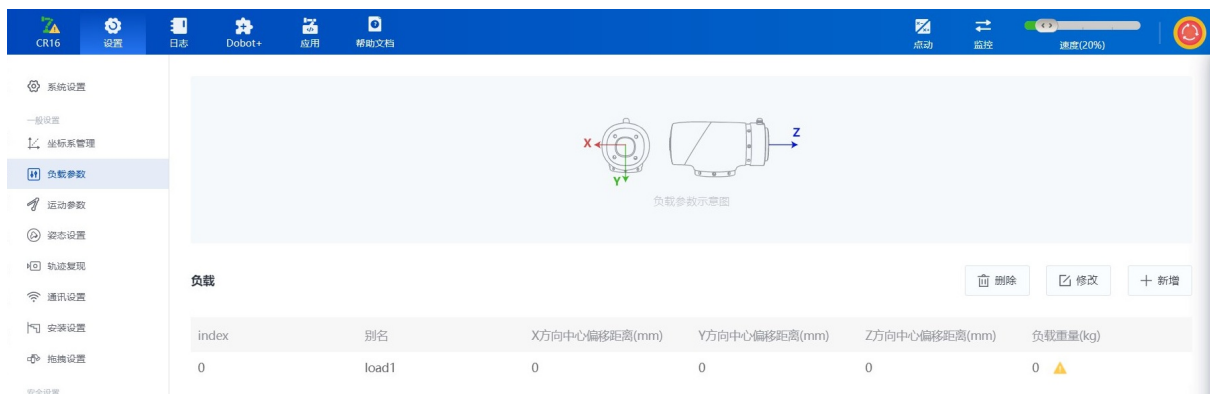 CR16 设置 日志 Dobot+ 应用 帮助文档 点动 监控 速度(20%)
系统设置
一般设置
坐标系管理
负载参数
运动参数
姿态设置
轨迹复现
通讯设置
安装设置
拖拽设置
安全设置
X Y Z
负载参数示意图
负载 删除 修改 新增
index 别名 X方向中心偏移距离(mm) Y方向中心偏移距离(mm) Z方向中心偏移距离(mm) 负载重量(kg)
0 load1 0 0 0 0